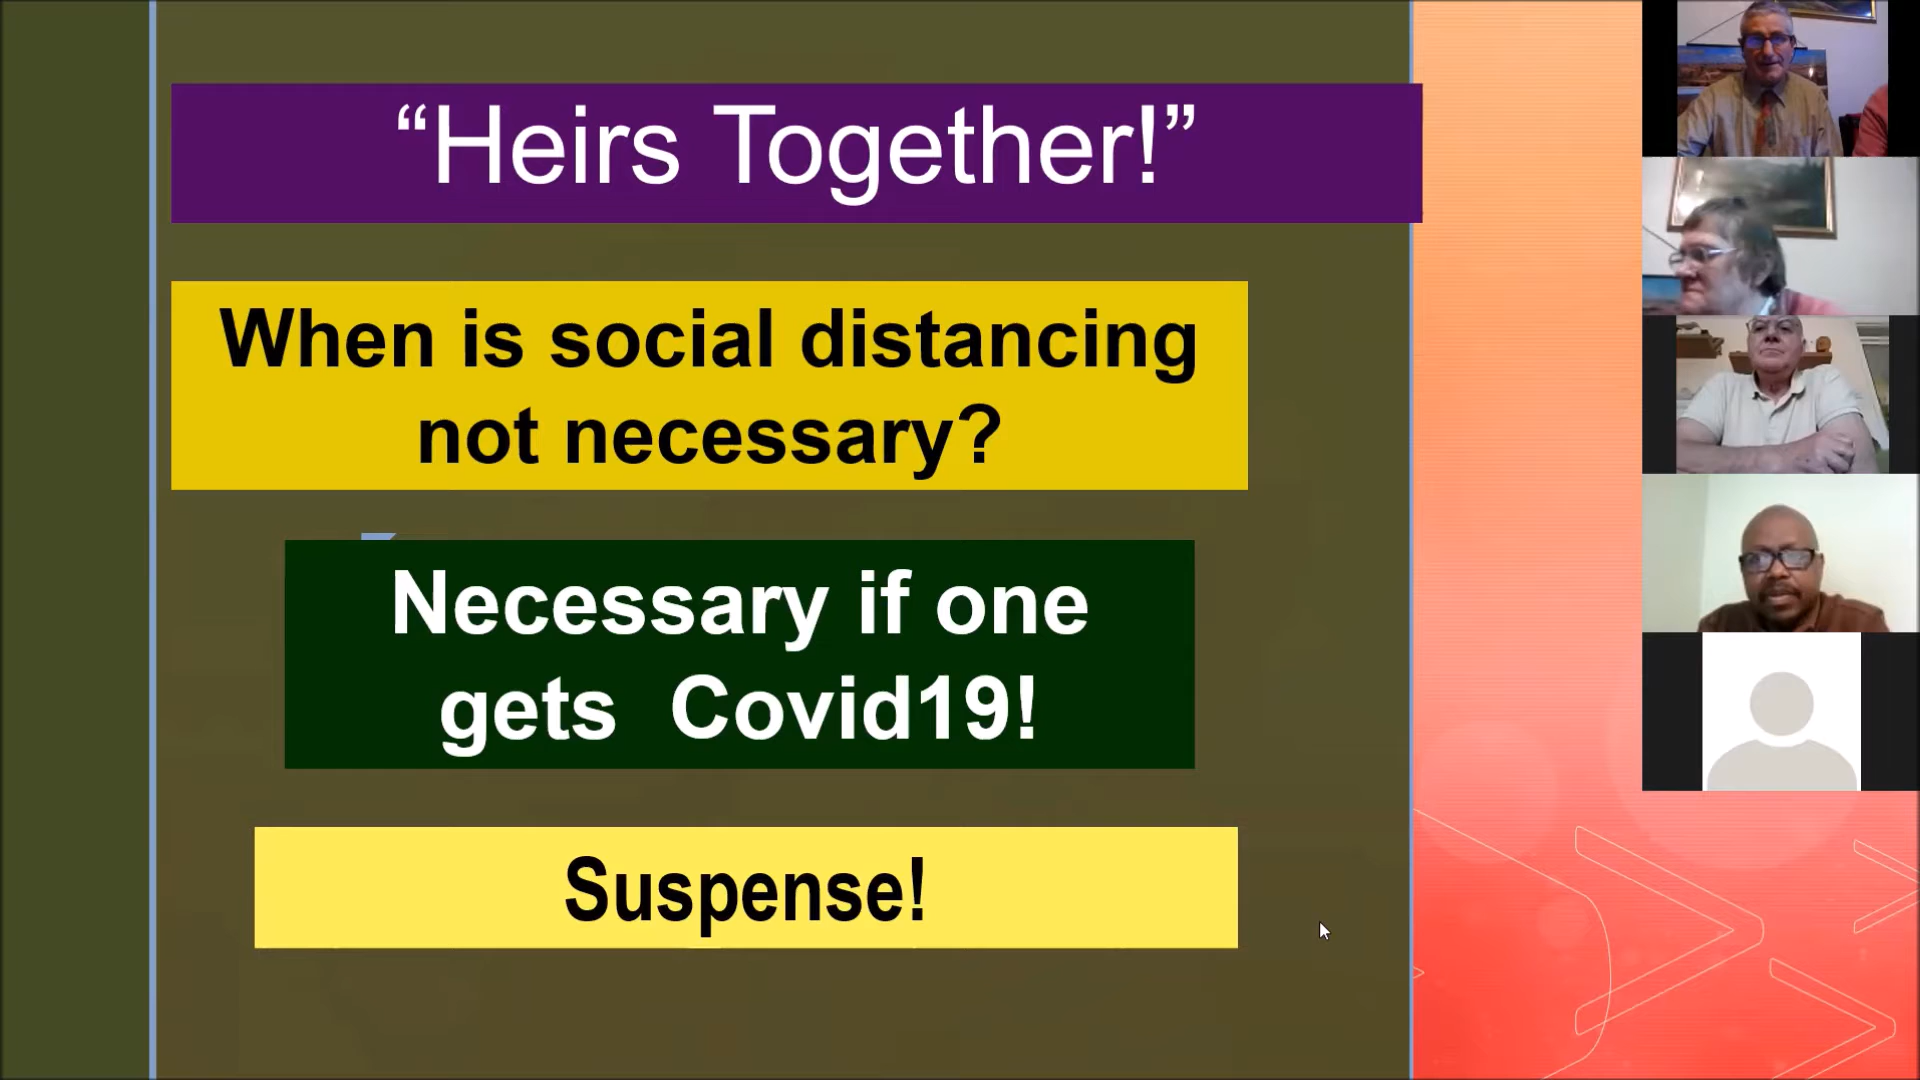 “Heirs Together!”
When is social distancing
not necessary?
Necessary if one
gets  Covid19!
Suspense!